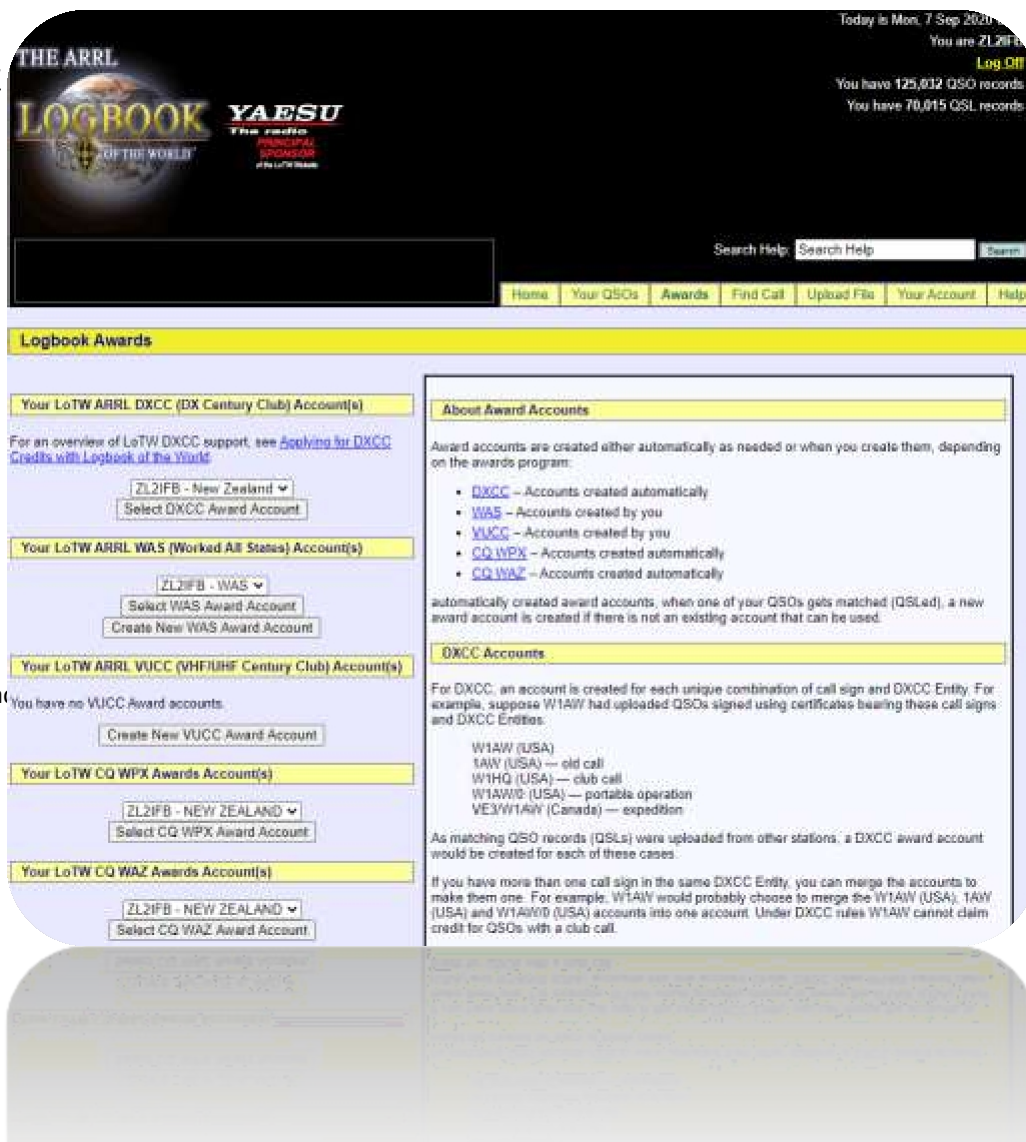 Today is Mon, 7 Sep 2020
You are ZL2IFB
Log Off
You have 125,032 QSO records
You have 70,015 QSL records
THE ARRL
LOGBOOK
OF THE WORLD
YAESU
The radio
PRINCIPAL
SPONSOR
of the LoTW Website
Search Help: Search Help Search
Home Your QSOs Awards Find Call Upload File Your Account Help
Logbook Awards
Your LoTW ARRL DXCC (DX Century Club) Account(s)
For an overview of LoTW DXCC support, see Applying for DXCC
Credits with Logbook of the World.
ZL2IFB - New Zealand
Select DXCC Award Account
Your LoTW ARRL WAS (Worked All States) Account(s)
ZL2IFB - WAS
Select WAS Award Account
Create New WAS Award Account
Your LoTW ARRL VUCC (VHF/UHF Century Club) Account(s)
You have no VUCC Award accounts.
Create New VUCC Award Account
Your LoTW CQ WPX Awards Account(s)
ZL2IFB - NEW ZEALAND
Select CQ WPX Award Account
Your LoTW CQ WAZ Awards Account(s)
ZL2IFB - NEW ZEALAND
Select CQ WAZ Award Account
About Award Accounts
Award accounts are created either automatically as needed or when you create them, depending
on the awards program:
• DXCC – Accounts created automatically
• WAS – Accounts created by you
• VUCC – Accounts created by you
• CQ WPX – Accounts created automatically
• CQ WAZ – Accounts created automatically
automatically created award accounts, when one of your QSOs gets matched (QSLed), a new
award account is created if there is not an existing account that can be used.
DXCC Accounts
For DXCC, an account is created for each unique combination of call sign and DXCC Entity. For
example, suppose W1AW had uploaded QSOs signed using certificates bearing these call signs
and DXCC Entities:
W1AW (USA)
1AW (USA) — old call
W1HQ (USA) — club call
W1AW/0 (USA) — portable operation
VE3/W1AW (Canada) — expedition
As matching QSO records (QSLs) were uploaded from other stations, a DXCC award account
would be created for each of these cases.
If you have more than one call sign in the same DXCC Entity, you can merge the accounts to
make them one. For example, W1AW would probably choose to merge the W1AW (USA), 1AW
(USA) and W1AW/0 (USA) accounts into one account. Under DXCC rules W1AW cannot claim
credit for QSOs with a club call.